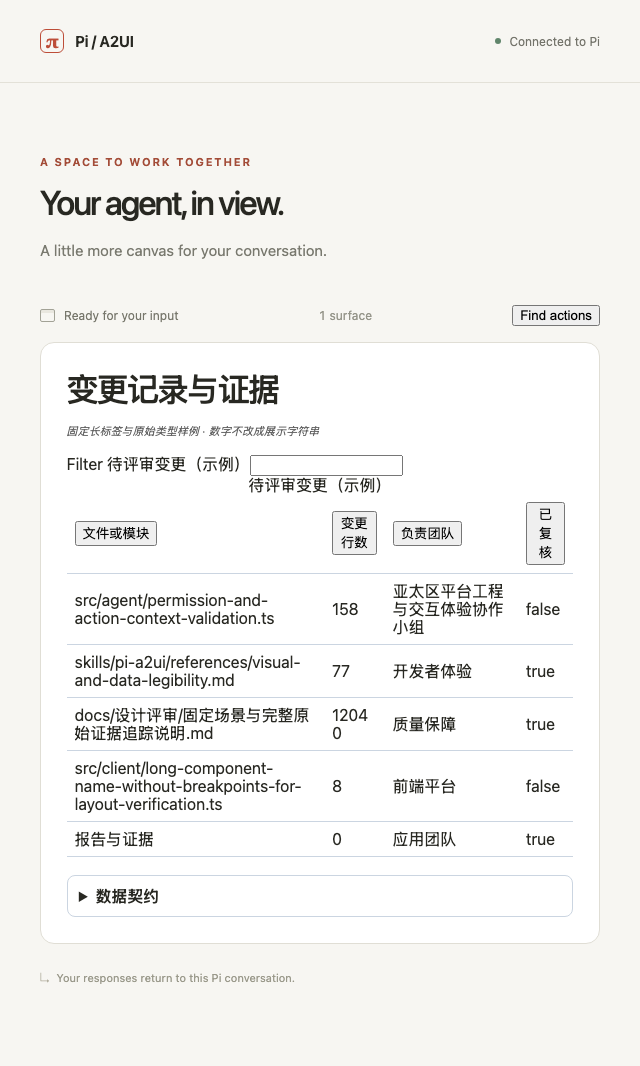 π Pi / A2UI
Connected to Pi
A SPACE TO WORK TOGETHER
Your agent, in view.
A little more canvas for your conversation.
Ready for your input
1 surface
Find actions
变更记录与证据
固定长标签与原始类型样例 · 数字不改成展示字符串
Filter 待评审变更（示例）
待评审变更（示例）
文件或模块
变更
行数
负责团队
已
复
核
src/agent/permission-and-
action-context-validation.ts
158
亚太区平台工程
与交互体验协作
小组
false
skills/pi-a2ui/references/visual-
and-data-legibility.md
77
开发者体验
true
docs/设计评审/固定场景与完整原
始证据追踪说明.md
1204
0
质量保障
true
src/client/long-component-
name-without-breakpoints-for-
layout-verification.ts
8
前端平台
false
报告与证据
0
应用团队
true
数据契约
Your responses return to this Pi conversation.